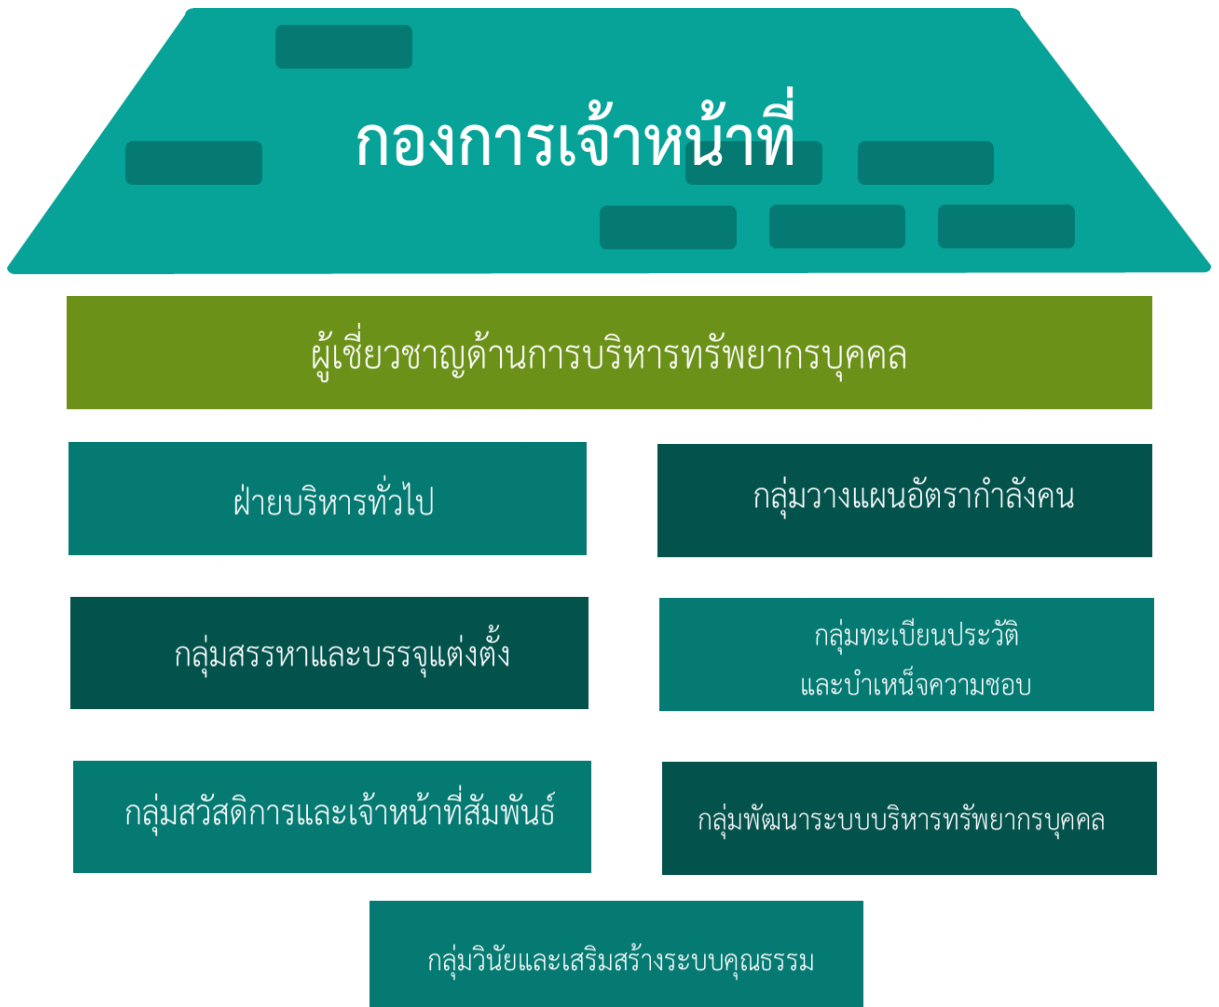 กองการเจ้าหน้าที่
ผู้เชี่ยวชาญด้านการบริหารทรัพยากรบุคคล
ฝ่ายบริหารทั่วไป
กลุ่มวางแผนอัตรากำลังคน
กลุ่มสรรหาและบรรจุแต่งตั้ง
กลุ่มทะเบียนประวัติ
และบำเหน็จความชอบ
กลุ่มสวัสดิการและเจ้าหน้าที่สัมพันธ์
กลุ่มพัฒนาระบบบริหารทรัพยากรบุคคล
กลุ่มวินัยและเสริมสร้างระบบคุณธรรม